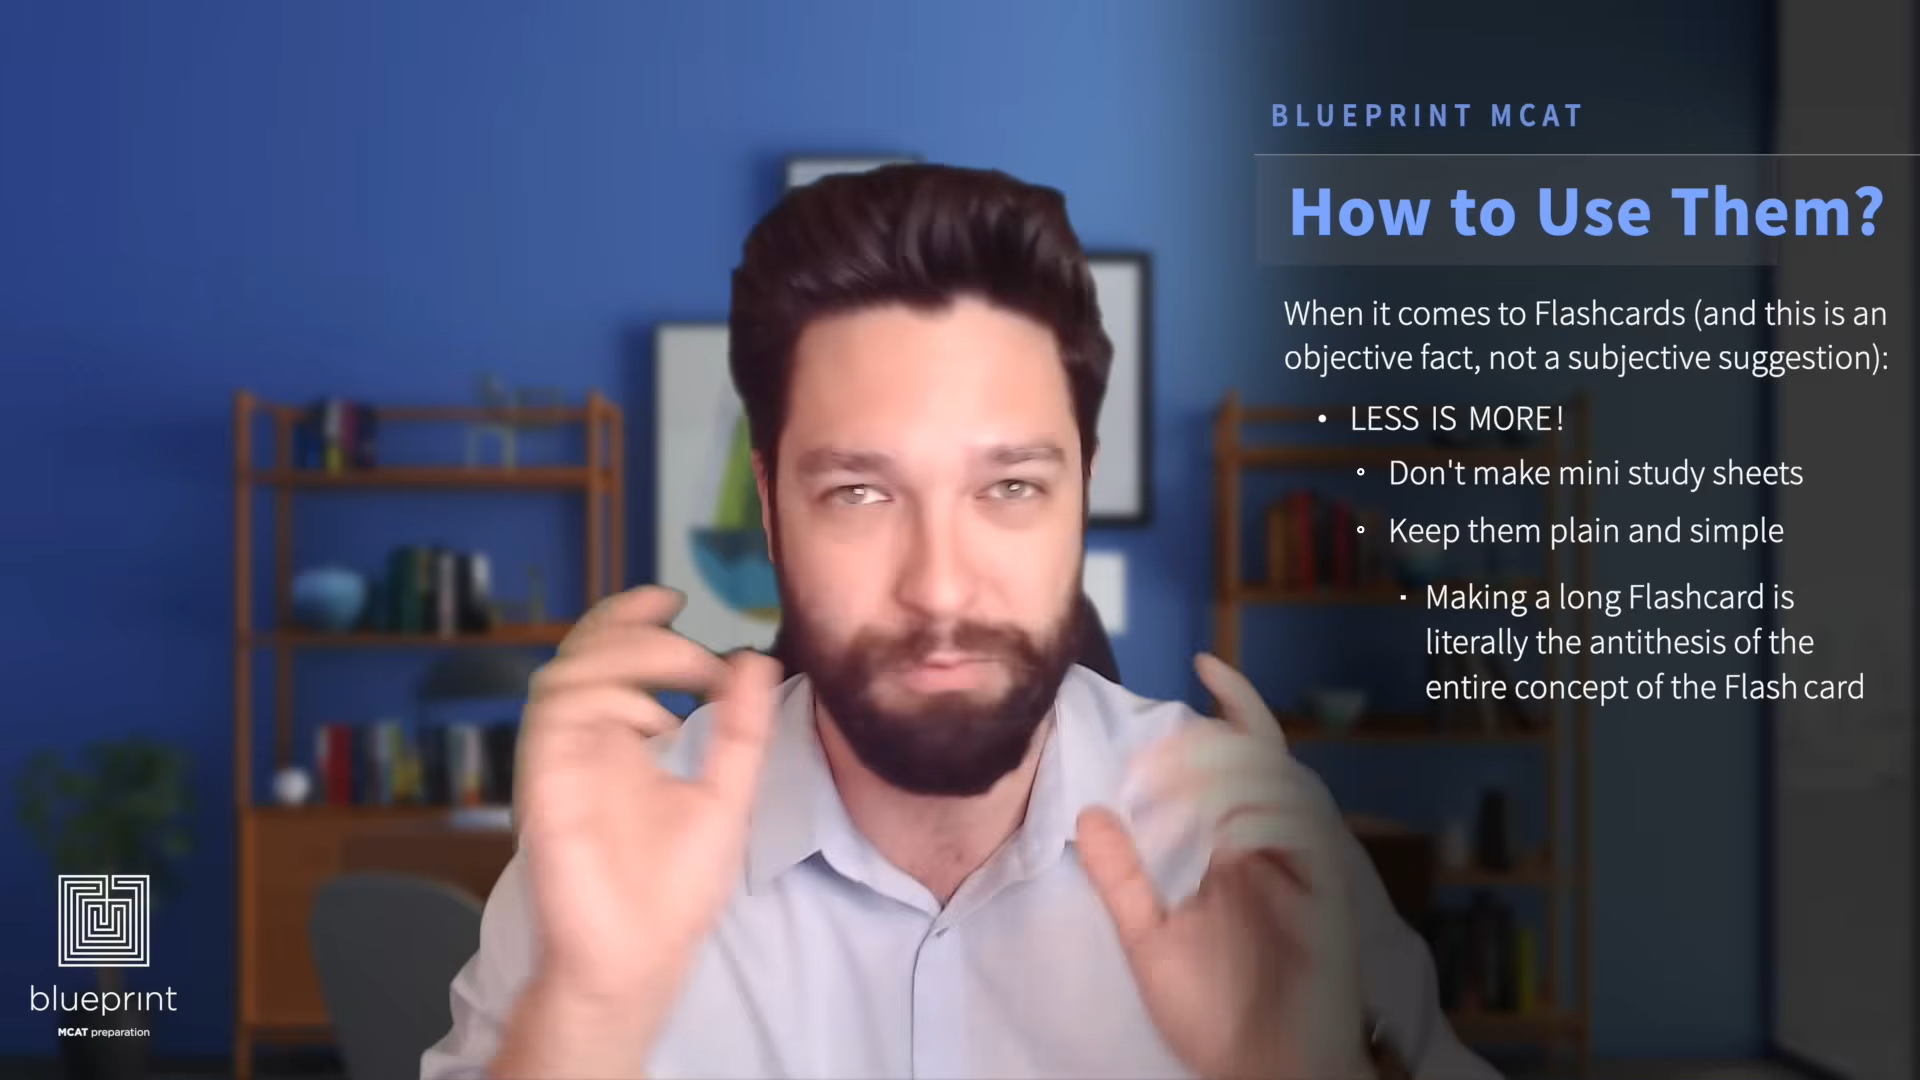 BLUEPRINT MCAT
How to Use Them?
When it comes to Flashcards (and this is an
objective fact, not a subjective suggestion):
• LESS IS MORE!
◦ Don't make mini study sheets
◦ Keep them plain and simple
▪ Making a long Flashcard is
literally the antithesis of the
entire concept of the Flash card
blueprint
MCAT preparation